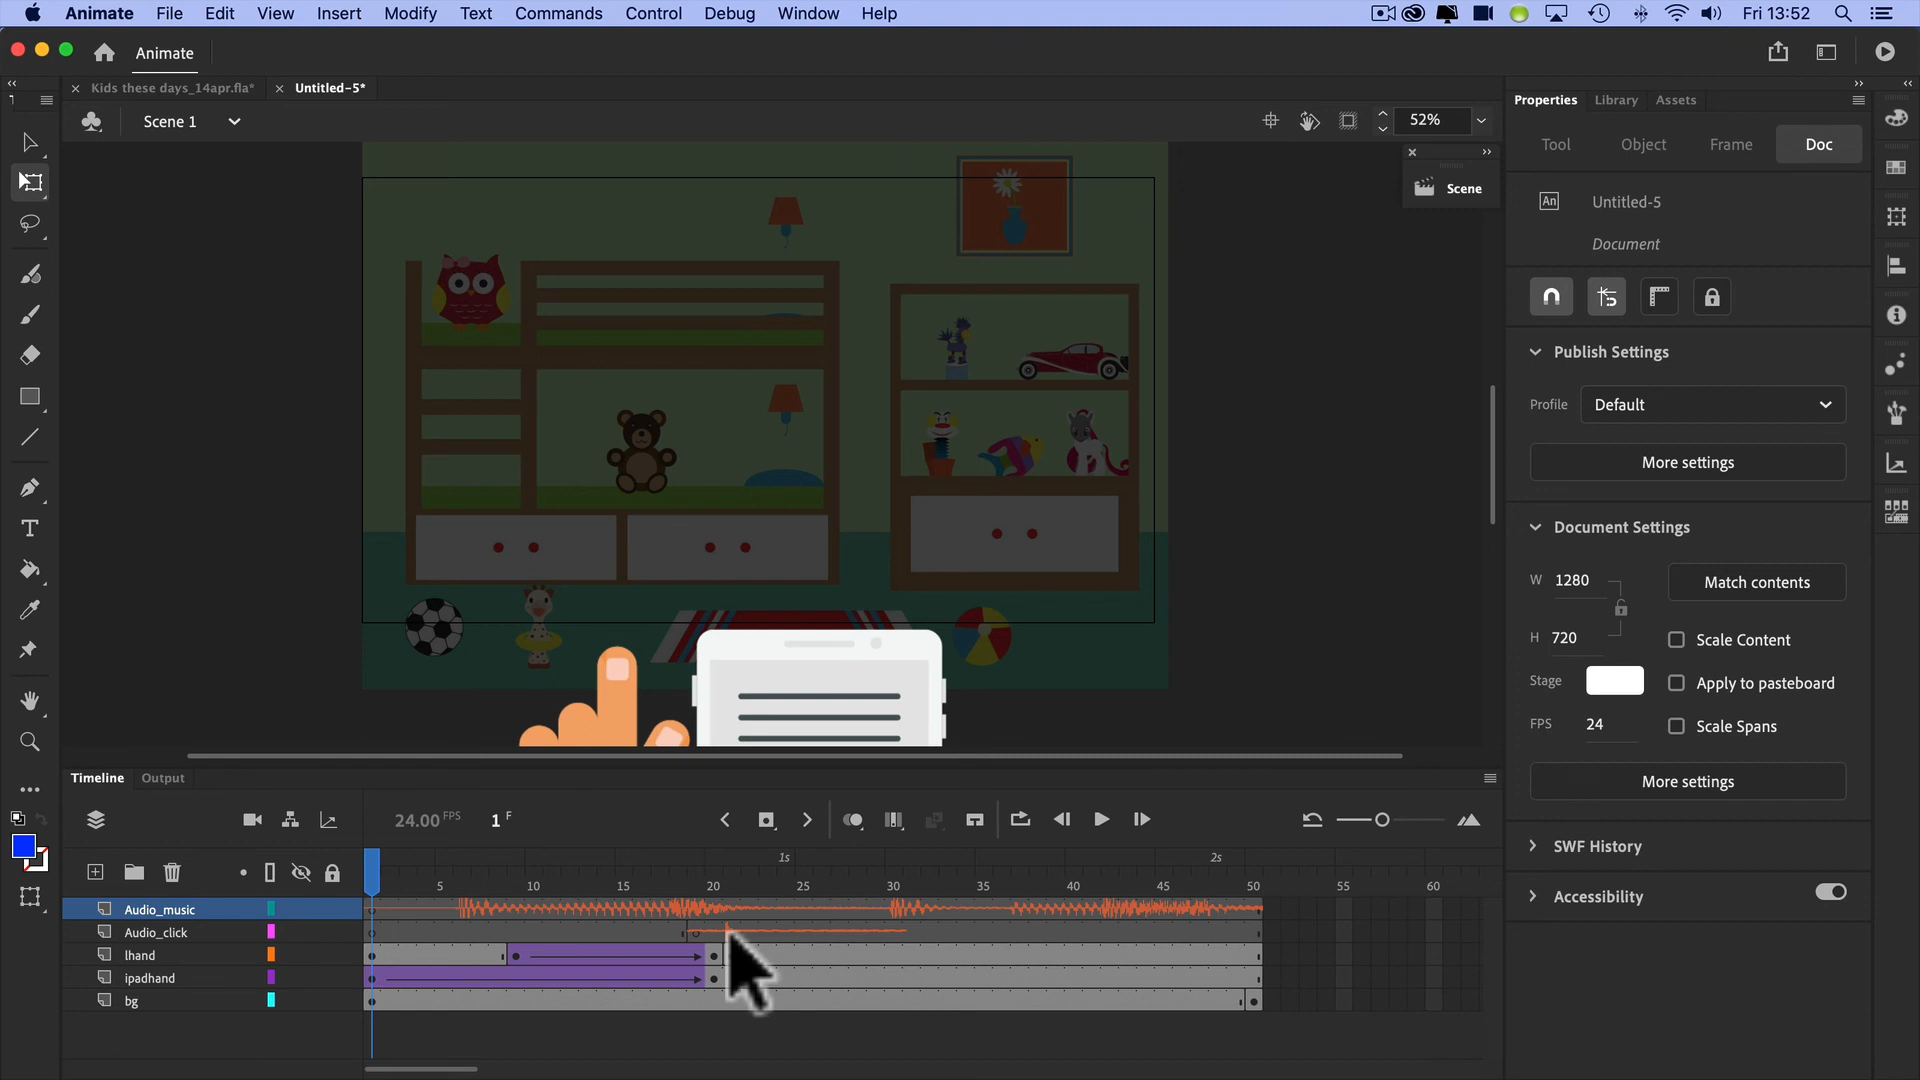 Animate File Edit View Insert Modify Text Commands Control Debug Window Help Fri 13:52
Animate
Kids these days_14apr.fla* Untitled-5*
Scene 1 52%
Scene
Properties Library Assets
Tool Object Frame Doc
An Untitled-5
Document
Publish Settings
Profile Default
More settings
Document Settings
W 1280 Match contents
H 720 Scale Content
Stage Apply to pasteboard
FPS 24 Scale Spans
More settings
SWF History
Accessibility
Timeline Output
24.00 FPS 1 F
1s 2s
5 10 15 20 25 30 35 40 45 50 55 60
Audio_music
Audio_click
lhand
ipadhand
bg